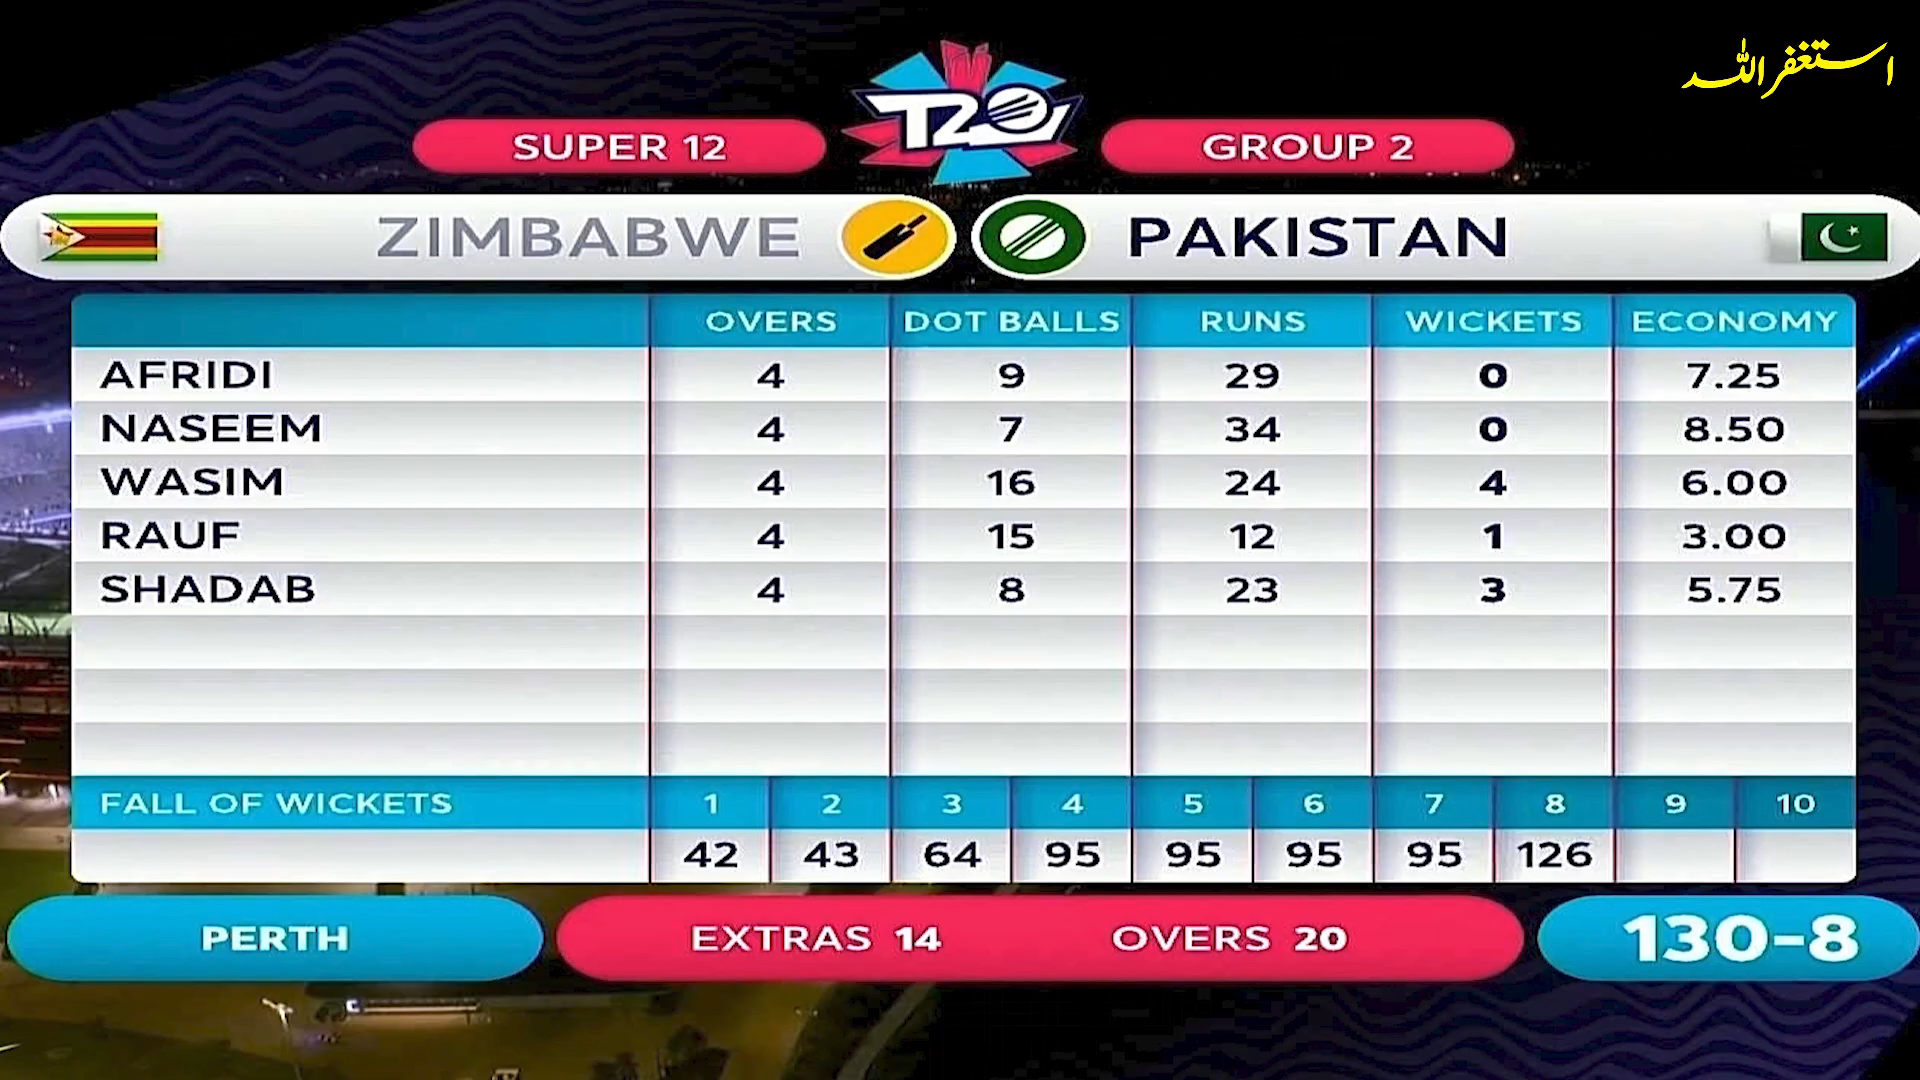 استغفراللہ
T20
SUPER 12 GROUP 2
ZIMBABWE PAKISTAN
OVERS DOT BALLS RUNS WICKETS ECONOMY
AFRIDI 4 9 29 0 7.25
NASEEM 4 7 34 0 8.50
WASIM 4 16 24 4 6.00
RAUF 4 15 12 1 3.00
SHADAB 4 8 23 3 5.75
FALL OF WICKETS 1 2 3 4 5 6 7 8 9 10
42 43 64 95 95 95 95 126
PERTH EXTRAS 14 OVERS 20 130-8